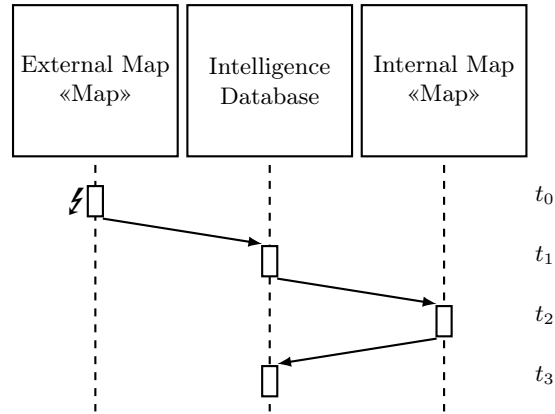 External Map
«Map»
Intelligence
Database
Internal Map
«Map»
t₀
t₁
t₂
t₃